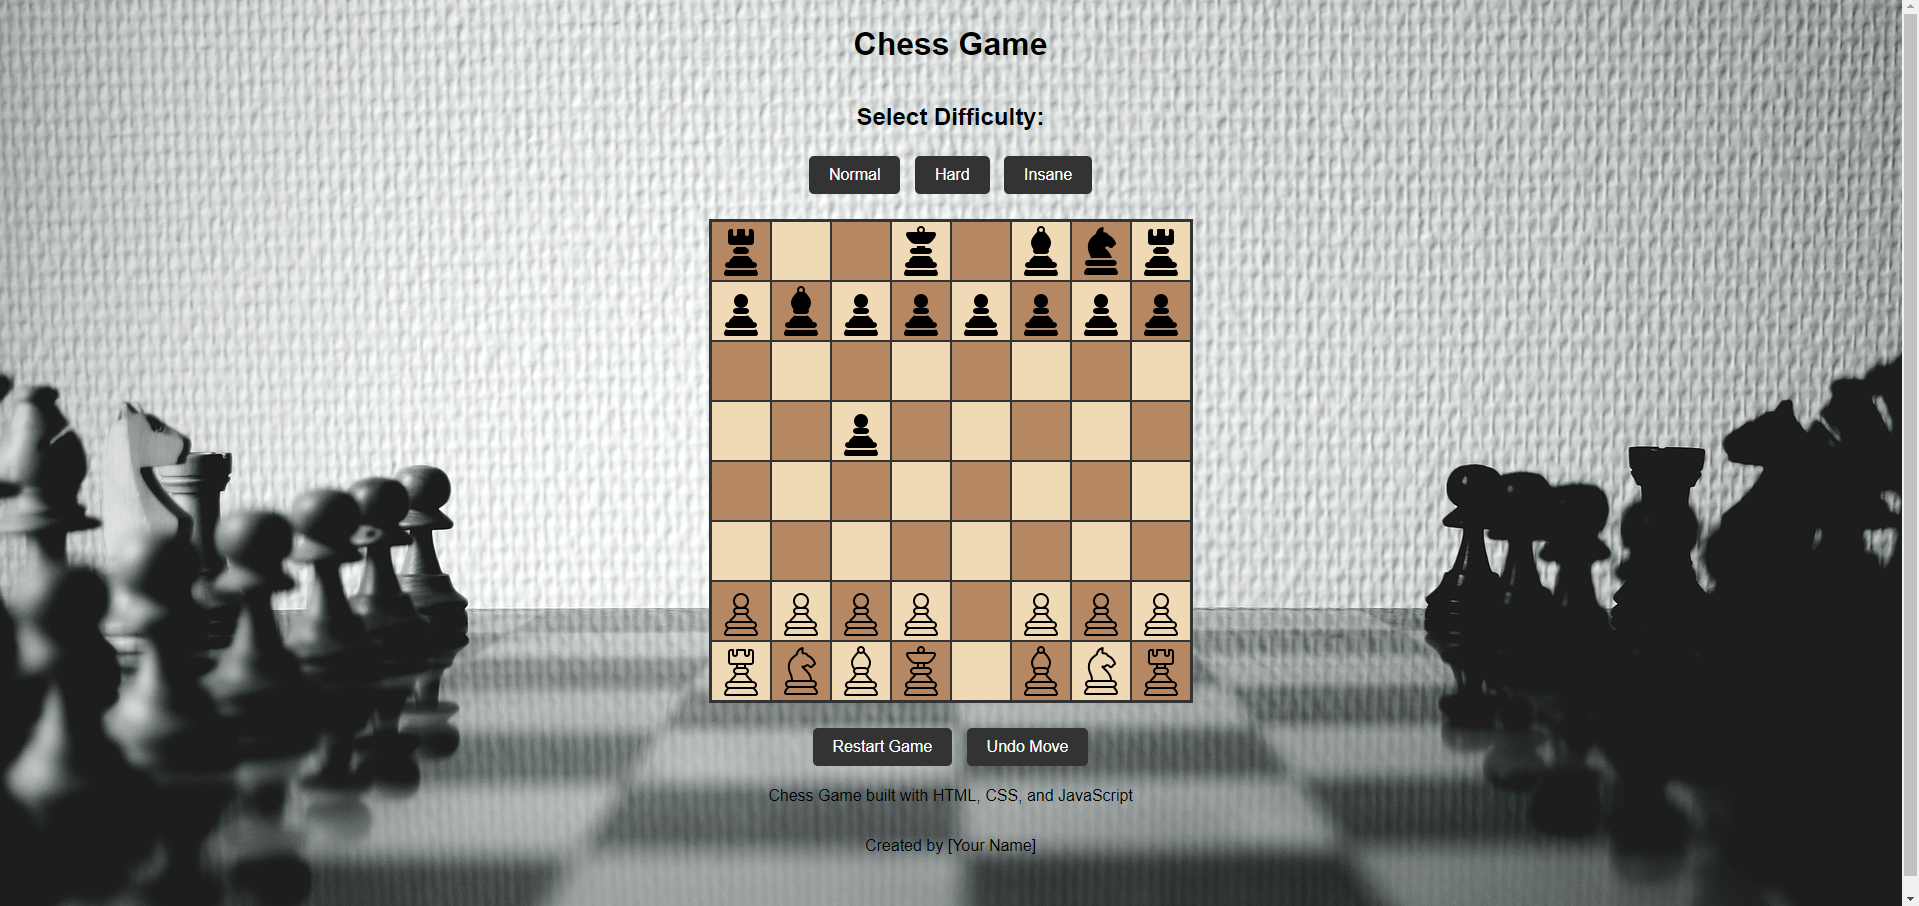 Chess Game
Select Difficulty:
Normal Hard Insane
Restart Game Undo Move
Chess Game built with HTML, CSS, and JavaScript
Created by [Your Name]